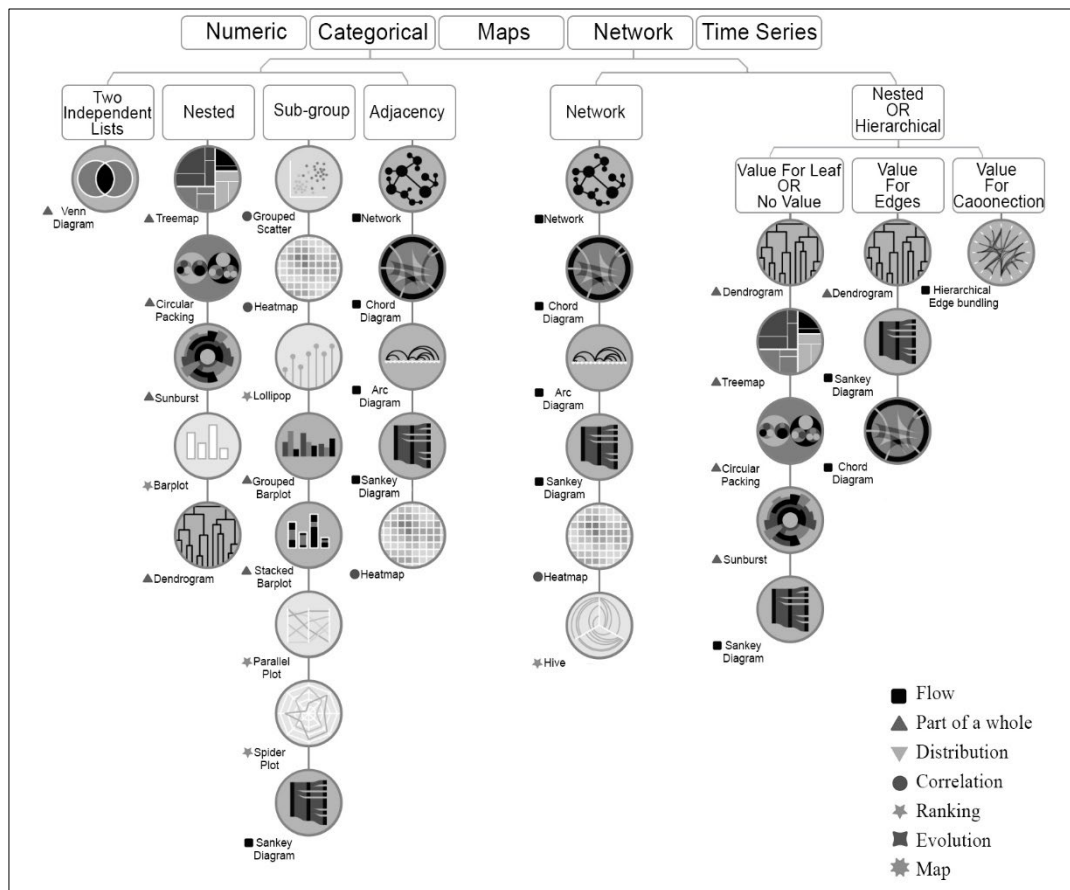 Numeric
Categorical
Maps
Network
Time Series
Two
Independent
Lists
Nested
Sub-group
Adjacency
Network
Nested
OR
Hierarchical
Value For Leaf
OR
No Value
Value
For
Edges
Value
For
Caoonection
Venn
Diagram
Treemap
Circular
Packing
Sunburst
Barplot
Dendrogram
Grouped
Scatter
Heatmap
Lollipop
Grouped
Barplot
Stacked
Barplot
Parallel
Plot
Spider
Plot
Sankey
Diagram
Network
Chord
Diagram
Arc
Diagram
Sankey
Diagram
Heatmap
Network
Chord
Diagram
Arc
Diagram
Sankey
Diagram
Heatmap
Hive
Dendrogram
Treemap
Circular
Packing
Sunburst
Sankey
Diagram
Dendrogram
Sankey
Diagram
Chord
Diagram
Hierarchical
Edge bundling
Flow
Part of a whole
Distribution
Correlation
Ranking
Evolution
Map